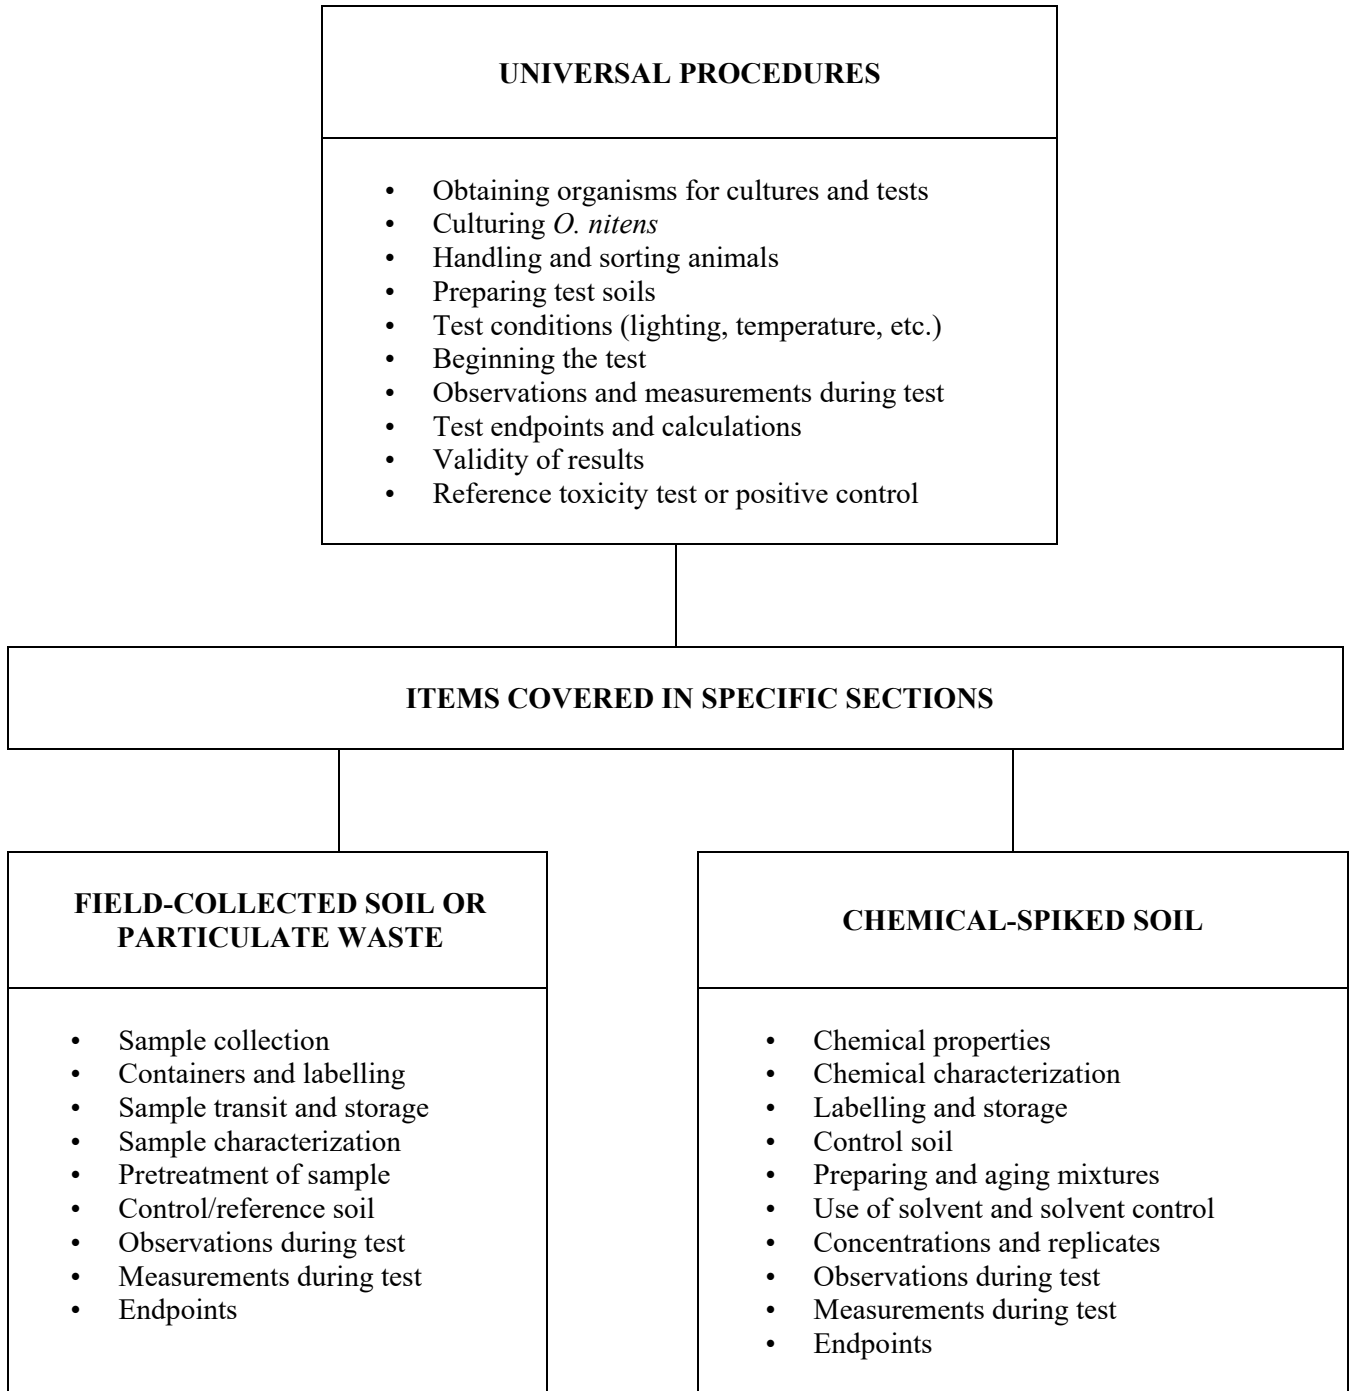 UNIVERSAL PROCEDURES
• Obtaining organisms for cultures and tests
• Culturing O. nitens
• Handling and sorting animals
• Preparing test soils
• Test conditions (lighting, temperature, etc.)
• Beginning the test
• Observations and measurements during test
• Test endpoints and calculations
• Validity of results
• Reference toxicity test or positive control
ITEMS COVERED IN SPECIFIC SECTIONS
FIELD-COLLECTED SOIL OR
PARTICULATE WASTE
• Sample collection
• Containers and labelling
• Sample transit and storage
• Sample characterization
• Pretreatment of sample
• Control/reference soil
• Observations during test
• Measurements during test
• Endpoints
CHEMICAL-SPIKED SOIL
• Chemical properties
• Chemical characterization
• Labelling and storage
• Control soil
• Preparing and aging mixtures
• Use of solvent and solvent control
• Concentrations and replicates
• Observations during test
• Measurements during test
• Endpoints